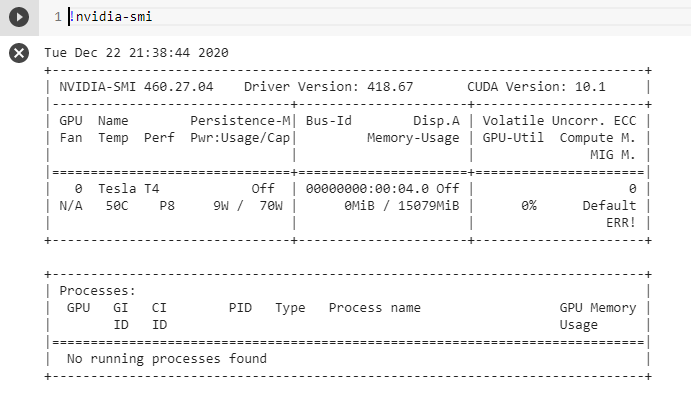 1 !nvidia-smi
Tue Dec 22 21:38:44 2020
+-----------------------------------------------------------------------------+
| NVIDIA-SMI 460.27.04    Driver Version: 418.67       CUDA Version: 10.1     |
|-------------------------------+----------------------+----------------------+
| GPU  Name        Persistence-M| Bus-Id        Disp.A | Volatile Uncorr. ECC |
| Fan  Temp  Perf  Pwr:Usage/Cap|         Memory-Usage | GPU-Util  Compute M. |
|                               |                      |               MIG M. |
|===============================+======================+======================|
|   0  Tesla T4            Off  | 00000000:00:04.0 Off |                    0 |
| N/A   50C    P8     9W /  70W |      0MiB / 15079MiB |      0%      Default |
|                               |                      |                 ERR! |
+-------------------------------+----------------------+----------------------+
+-----------------------------------------------------------------------------+
| Processes:                                                                  |
|  GPU   GI   CI        PID   Type   Process name                  GPU Memory |
|        ID   ID                                                   Usage      |
|=============================================================================|
|  No running processes found                                                 |
+-----------------------------------------------------------------------------+